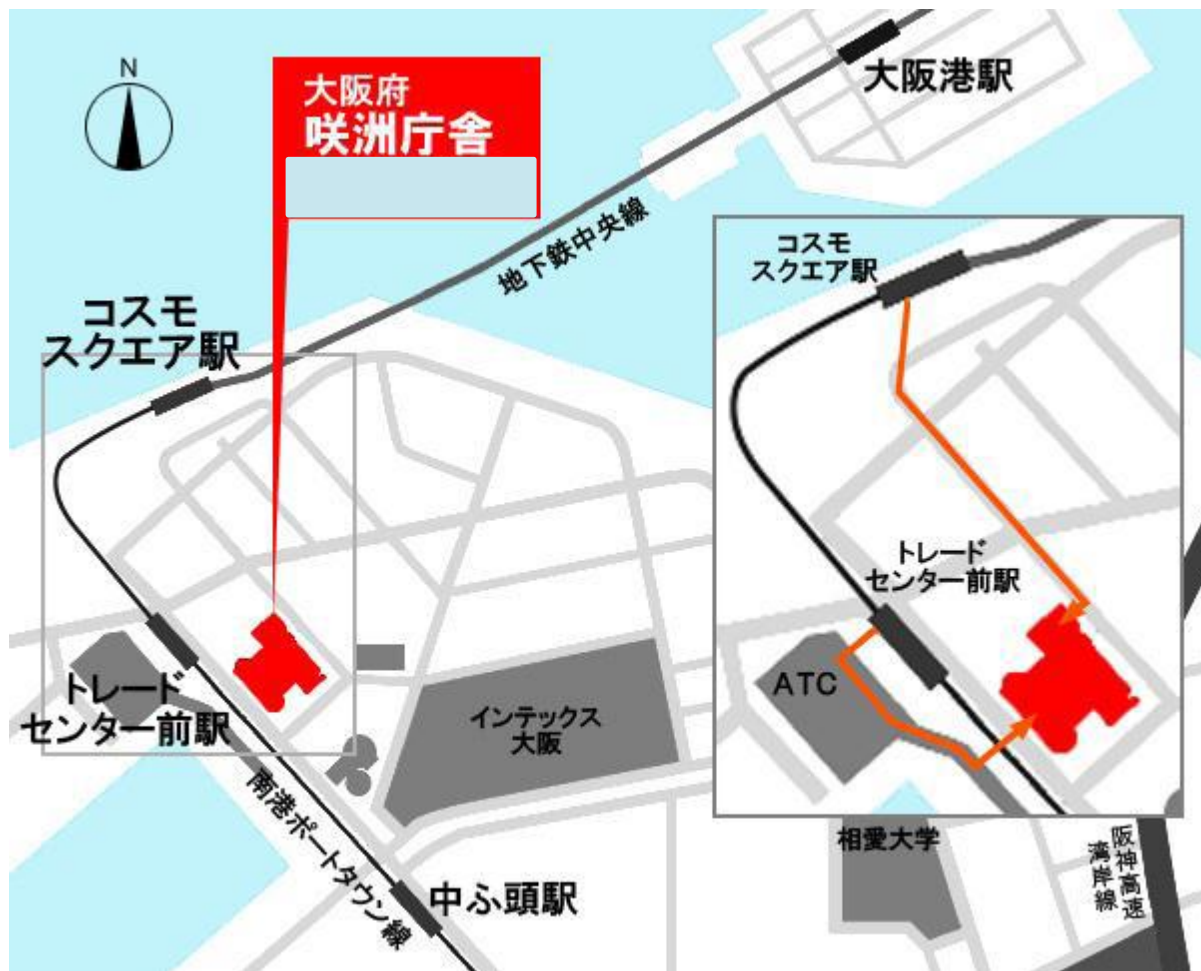 N
大阪府
咲洲庁舎
大阪港駅
地下鉄中央線
コスモ
スクエア駅
コスモ
スクエア駅
トレード
センター前駅
ATC
トレード
センター前駅
インテックス
大阪
南港ポートタウン線
中ふ頭駅
相愛大学
阪神高速
湾岸線